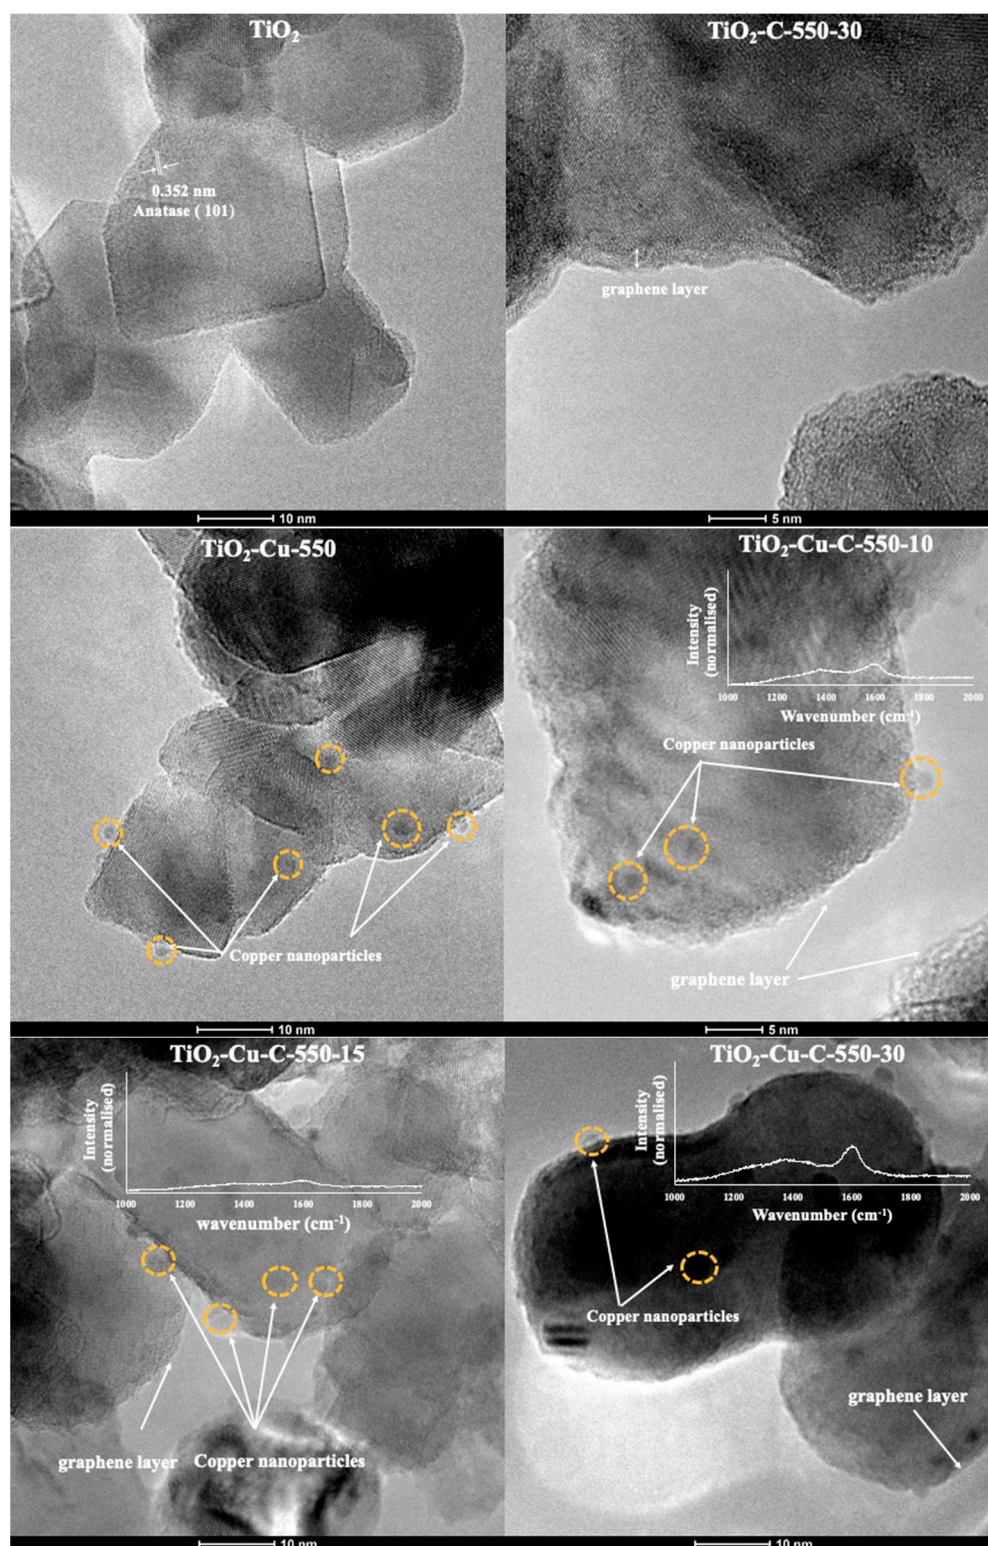 TiO2
0.352 nm
Anatase ( 101)
10 nm
TiO2-C-550-30
graphene layer
5 nm
TiO2-Cu-550
Copper nanoparticles
10 nm
TiO2-Cu-C-550-10
Intensity
(normalised)
1000 1200 1400 1600 1800 2000
Wavenumber (cm-1)
Copper nanoparticles
graphene layer
5 nm
TiO2-Cu-C-550-15
Intensity
(normalised)
1000 1200 1400 1600 1800 2000
wavenumber (cm-1)
graphene layer
Copper nanoparticles
10 nm
TiO2-Cu-C-550-30
Intensity
(normalised)
1000 1200 1400 1600 1800 2000
Wavenumber (cm-1)
Copper nanoparticles
graphene layer
10 nm